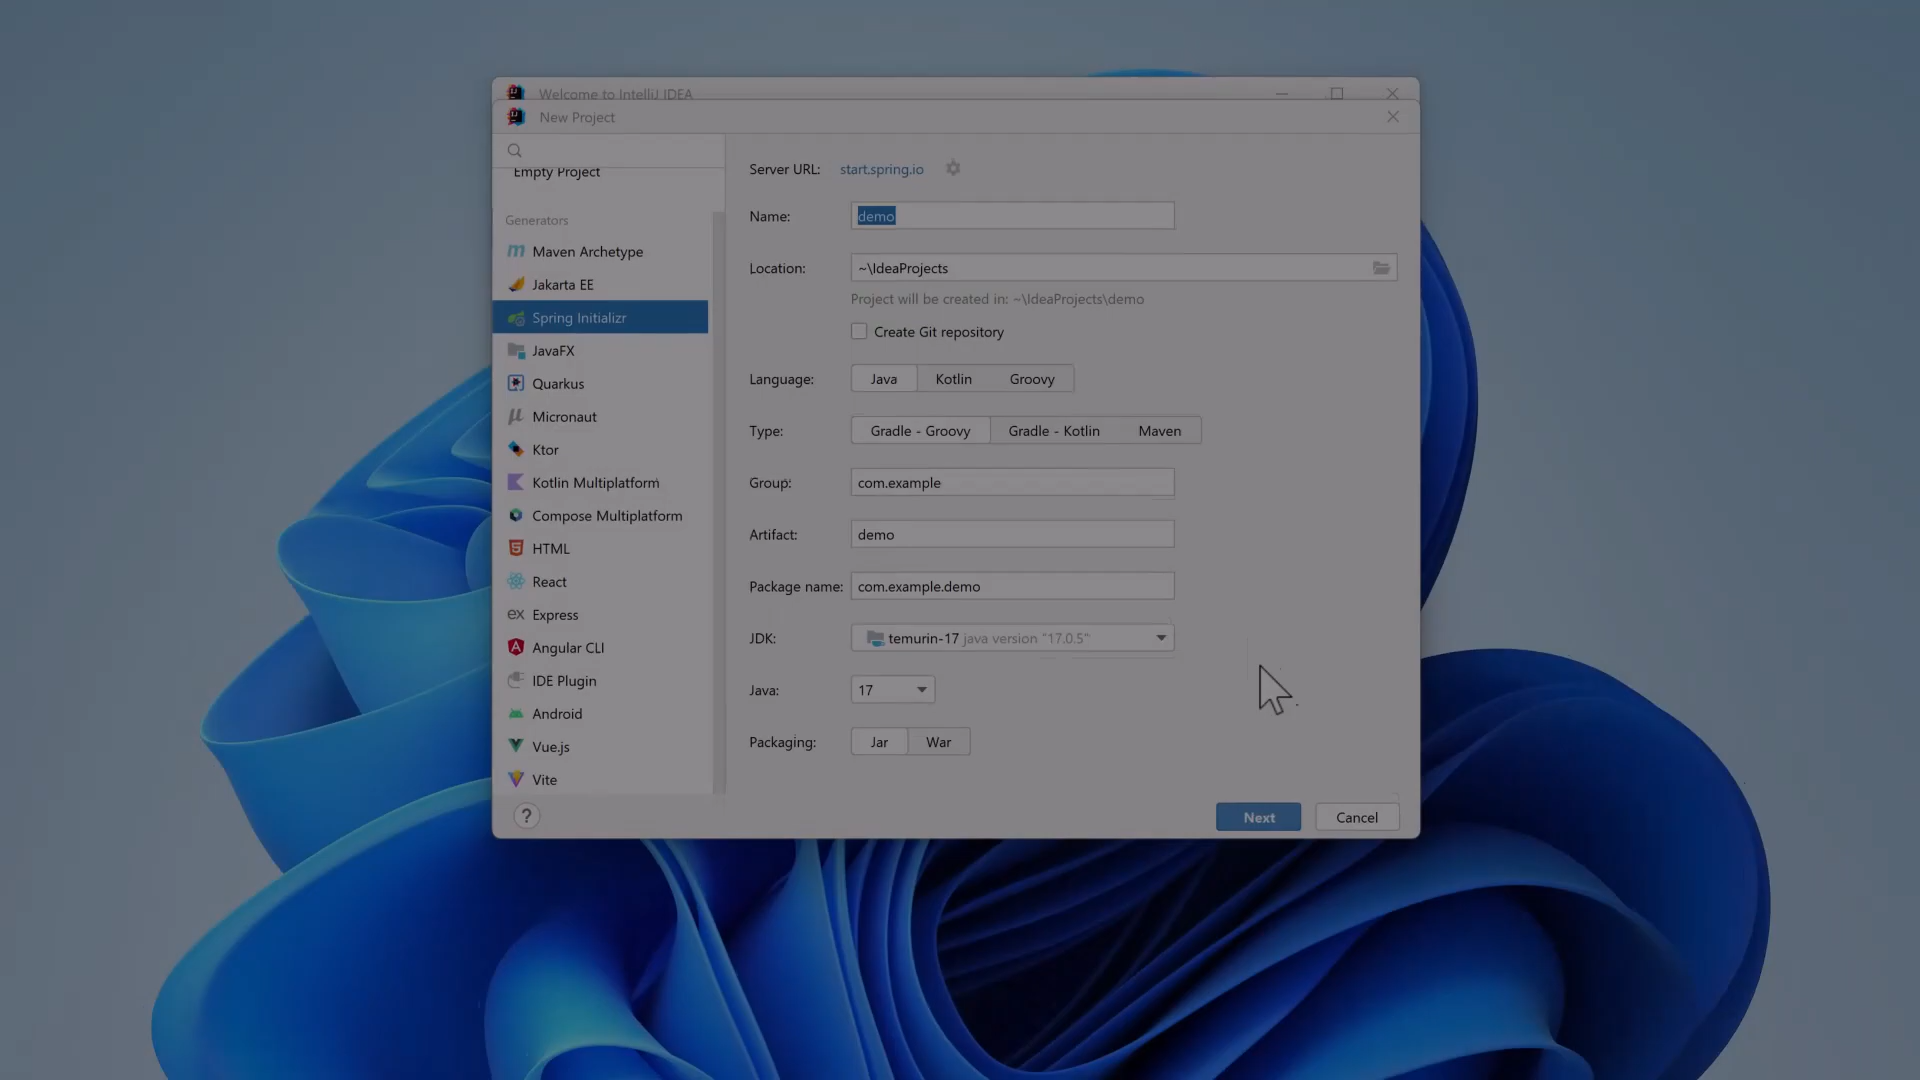 Welcome to IntelliJ IDEA
New Project
Empty Project
Generators
Maven Archetype
Jakarta EE
Spring Initializr
JavaFX
Quarkus
Micronaut
Ktor
Kotlin Multiplatform
Compose Multiplatform
HTML
React
Express
Angular CLI
IDE Plugin
Android
Vue.js
Vite
Server URL: start.spring.io
Name: demo
Location: ~\IdeaProjects
Project will be created in: ~\IdeaProjects\demo
Create Git repository
Language: Java Kotlin Groovy
Type: Gradle - Groovy Gradle - Kotlin Maven
Group: com.example
Artifact: demo
Package name: com.example.demo
JDK: temurin-17 java version "17.0.5"
Java: 17
Packaging: Jar War
? Next Cancel